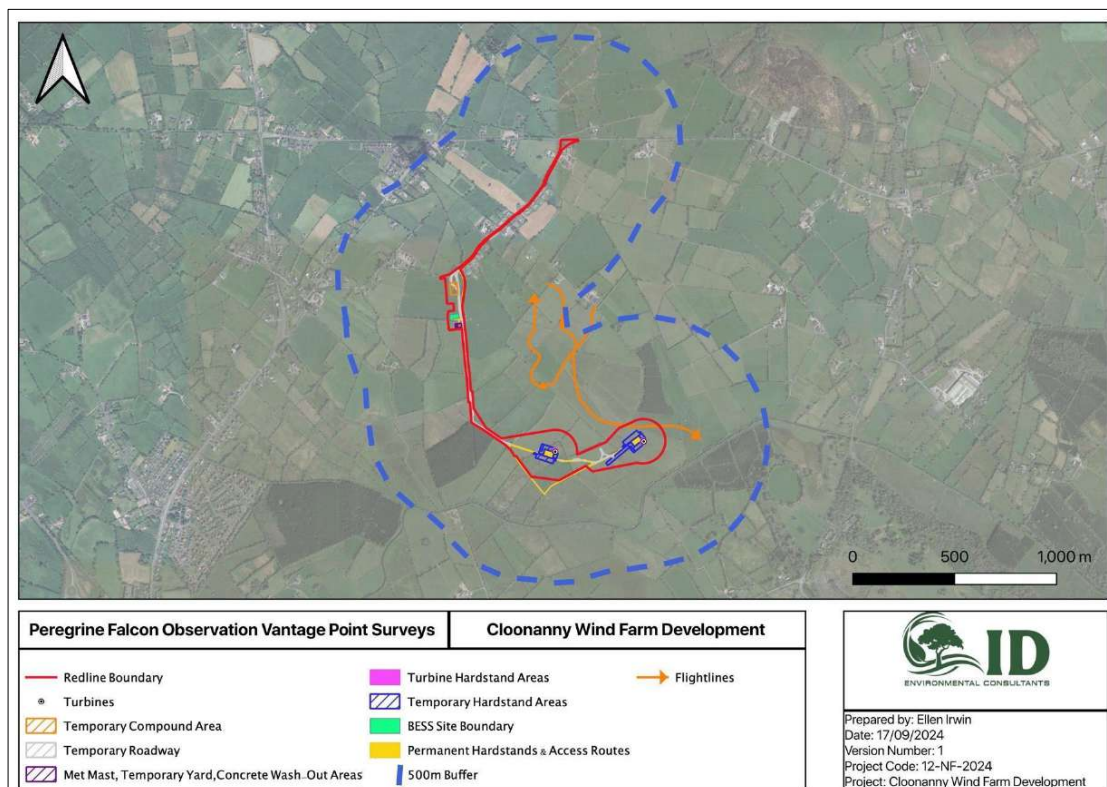 0 500 1,000 m
Peregrine Falcon Observation Vantage Point Surveys
Cloonanny Wind Farm Development
Redline Boundary
Turbines
Temporary Compound Area
Temporary Roadway
Met Mast, Temporary Yard,Concrete Wash-Out Areas
Turbine Hardstand Areas
Temporary Hardstand Areas
BESS Site Boundary
Permanent Hardstands & Access Routes
500m Buffer
Flightlines
ID
ENVIRONMENTAL CONSULTANTS
Prepared by: Ellen Irwin
Date: 17/09/2024
Version Number: 1
Project Code: 12-NF-2024
Project: Cloonanny Wind Farm Development